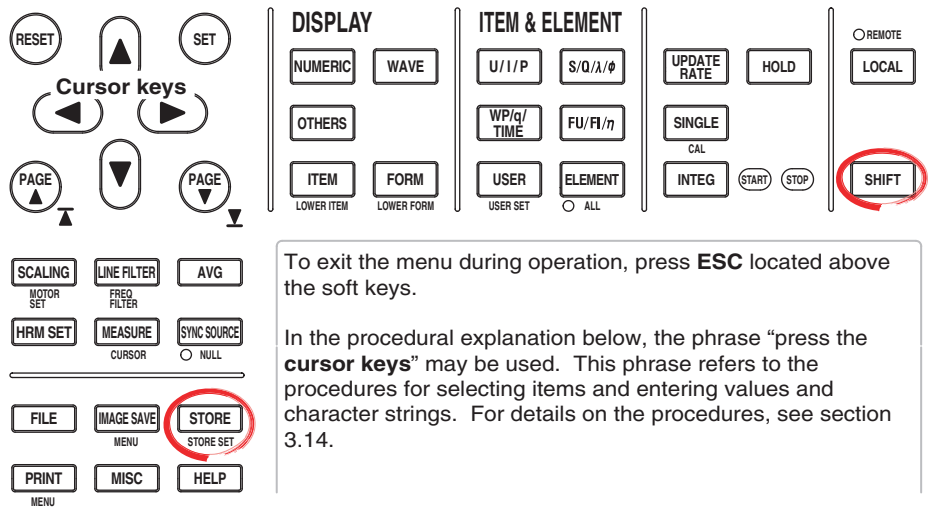 RESET
SET
Cursor keys
PAGE
PAGE
DISPLAY
NUMERIC
WAVE
OTHERS
ITEM
FORM
LOWER ITEM
LOWER FORM
ITEM & ELEMENT
U/I/P
S/Q/λ/φ
WP/q/
TIME
FU/FI/η
USER
ELEMENT
USER SET
ALL
UPDATE
RATE
HOLD
SINGLE
CAL
INTEG
START
STOP
REMOTE
LOCAL
SHIFT
SCALING
LINE FILTER
AVG
MOTOR
SET
FREQ
FILTER
HRM SET
MEASURE
SYNC SOURCE
CURSOR
NULL
FILE
IMAGE SAVE
STORE
MENU
STORE SET
PRINT
MISC
HELP
MENU
To exit the menu during operation, press ESC located above
the soft keys.
In the procedural explanation below, the phrase “press the
cursor keys” may be used.  This phrase refers to the
procedures for selecting items and entering values and
character strings.  For details on the procedures, see section
3.14.